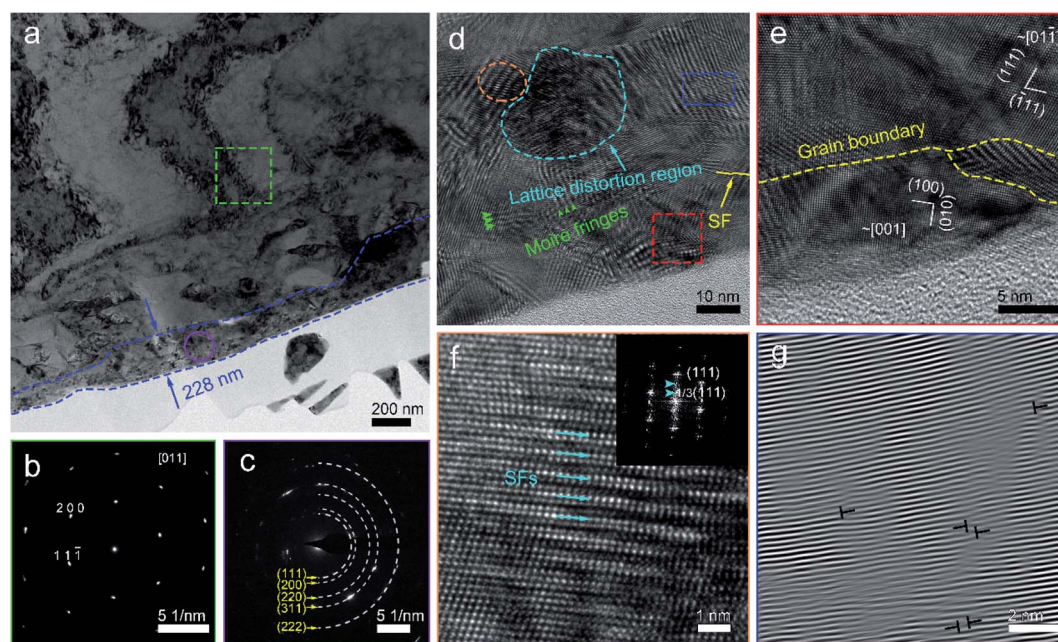 a
228 nm
200 nm
b
[011]
2 0 0
1 1 1̄
5 1/nm
c
(111)
(200)
(220)
(311)
(222)
5 1/nm
d
Lattice distortion region
Moiré fringes
SF
10 nm
e
~[011̄]
(111)
(1̄11)
Grain boundary
(100)
(010)
~[001]
5 nm
f
(111)
1/3(111)
SFs
1 nm
g
2 nm